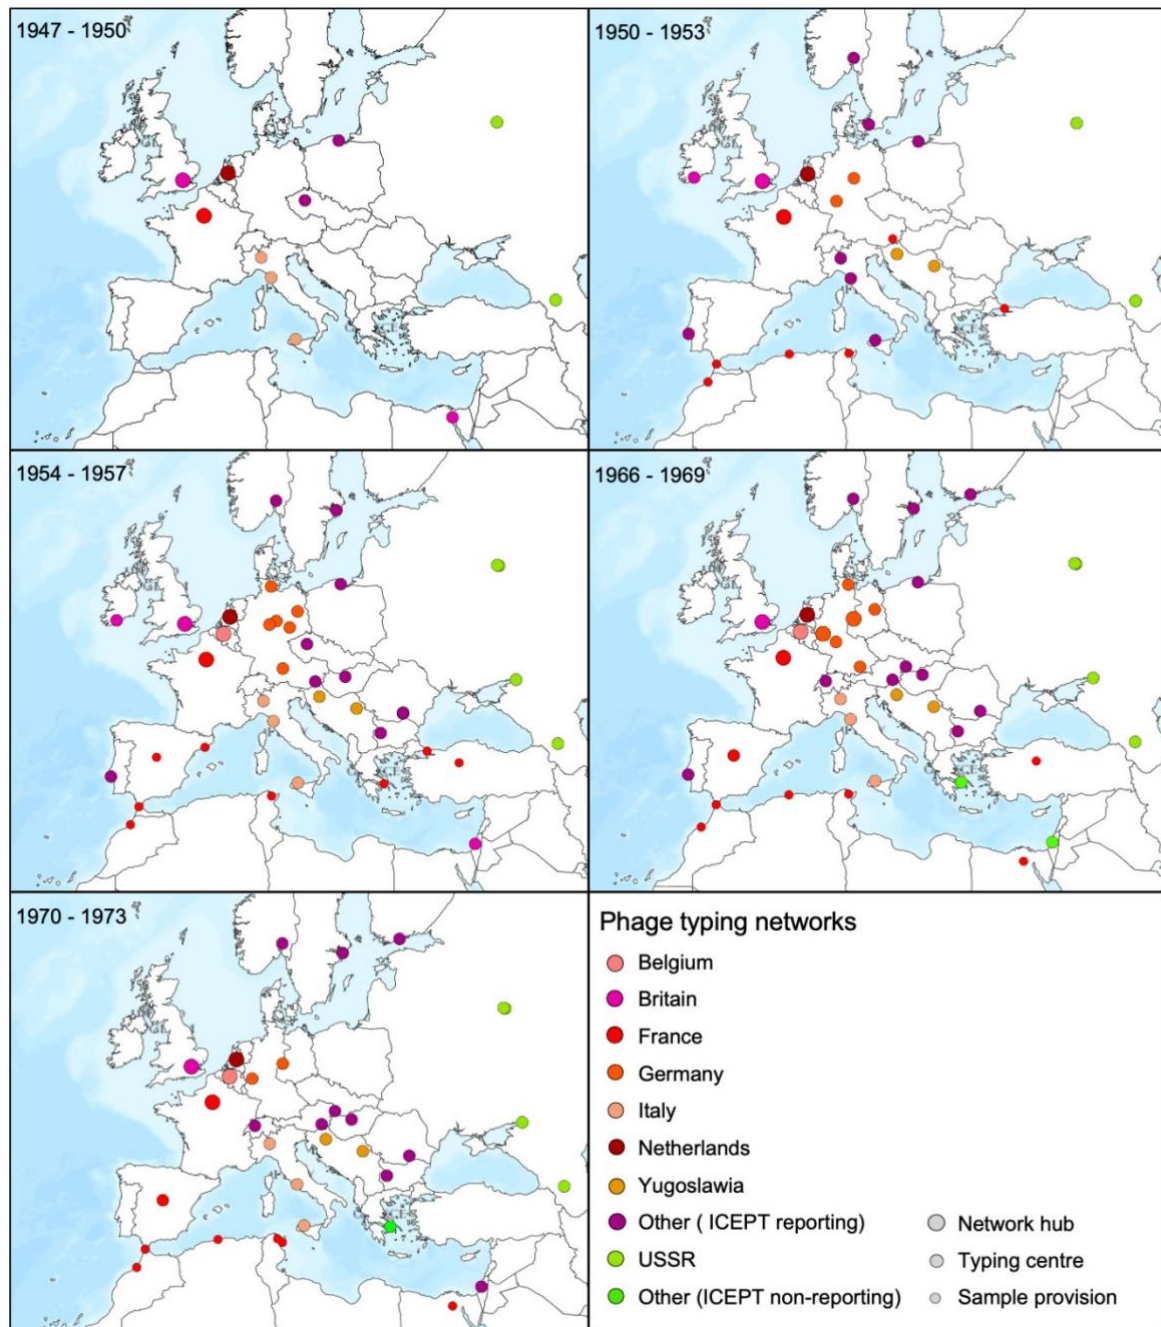 1947 - 1950
1950 - 1953
1954 - 1957
1966 - 1969
1970 - 1973
Phage typing networks
Belgium
Britain
France
Germany
Italy
Netherlands
Yugoslawia
Other ( ICEPT reporting)
USSR
Other (ICEPT non-reporting)
Network hub
Typing centre
Sample provision